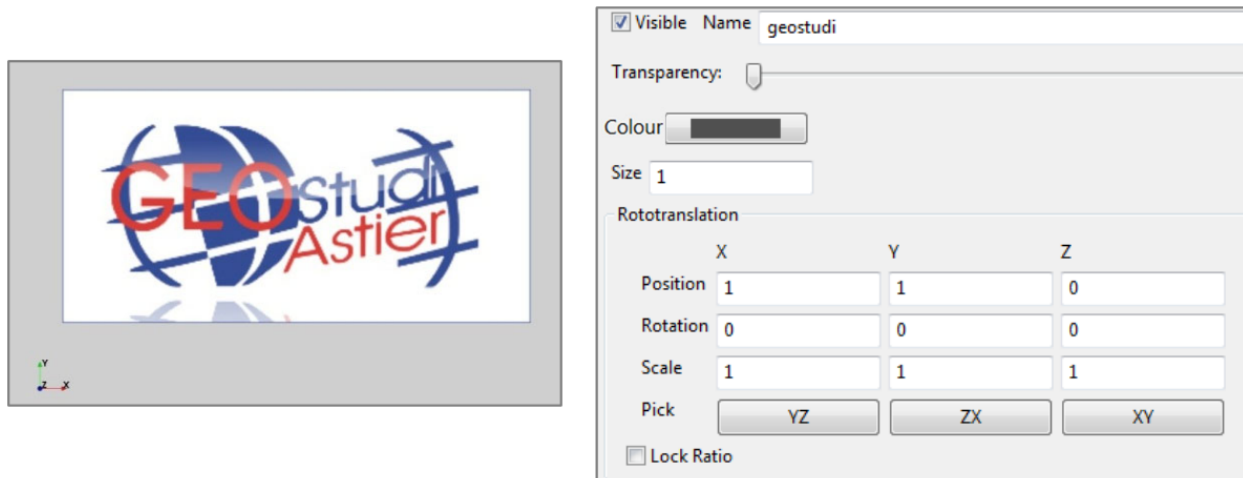 GEOstudi
Astier
Y
Z X
Visible Name geostudi
Transparency:
Colour
Size 1
Rototranslation
X Y Z
Position 1 1 0
Rotation 0 0 0
Scale 1 1 1
Pick YZ ZX XY
Lock Ratio